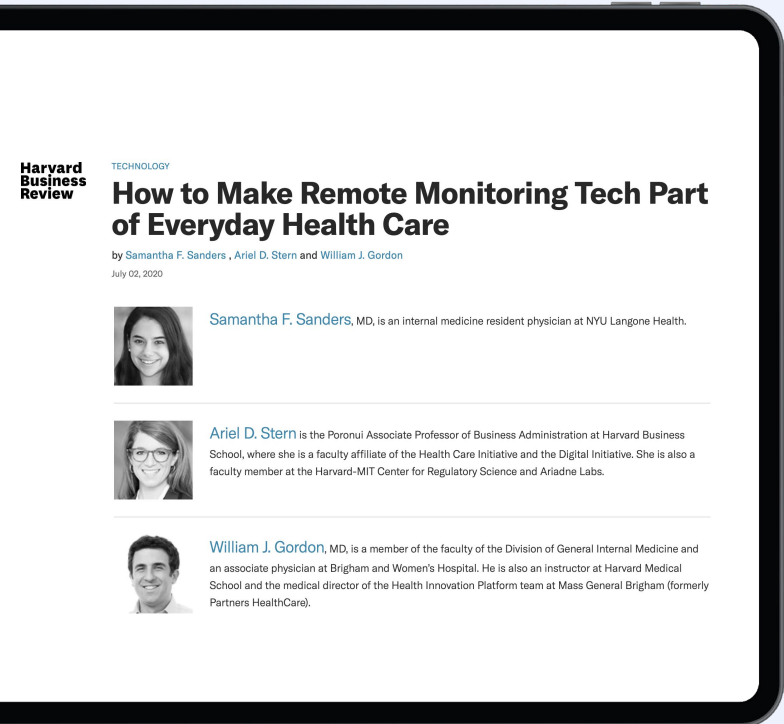 Harvard
Business
Review
TECHNOLOGY
How to Make Remote Monitoring Tech Part
of Everyday Health Care
by Samantha F. Sanders , Ariel D. Stern and William J. Gordon
July 02, 2020
Samantha F. Sanders, MD, is an internal medicine resident physician at NYU Langone Health.
Ariel D. Stern is the Poronui Associate Professor of Business Administration at Harvard Business
School, where she is a faculty affiliate of the Health Care Initiative and the Digital Initiative. She is also a
faculty member at the Harvard-MIT Center for Regulatory Science and Ariadne Labs.
William J. Gordon, MD, is a member of the faculty of the Division of General Internal Medicine and
an associate physician at Brigham and Women's Hospital. He is also an instructor at Harvard Medical
School and the medical director of the Health Innovation Platform team at Mass General Brigham (formerly
Partners HealthCare).